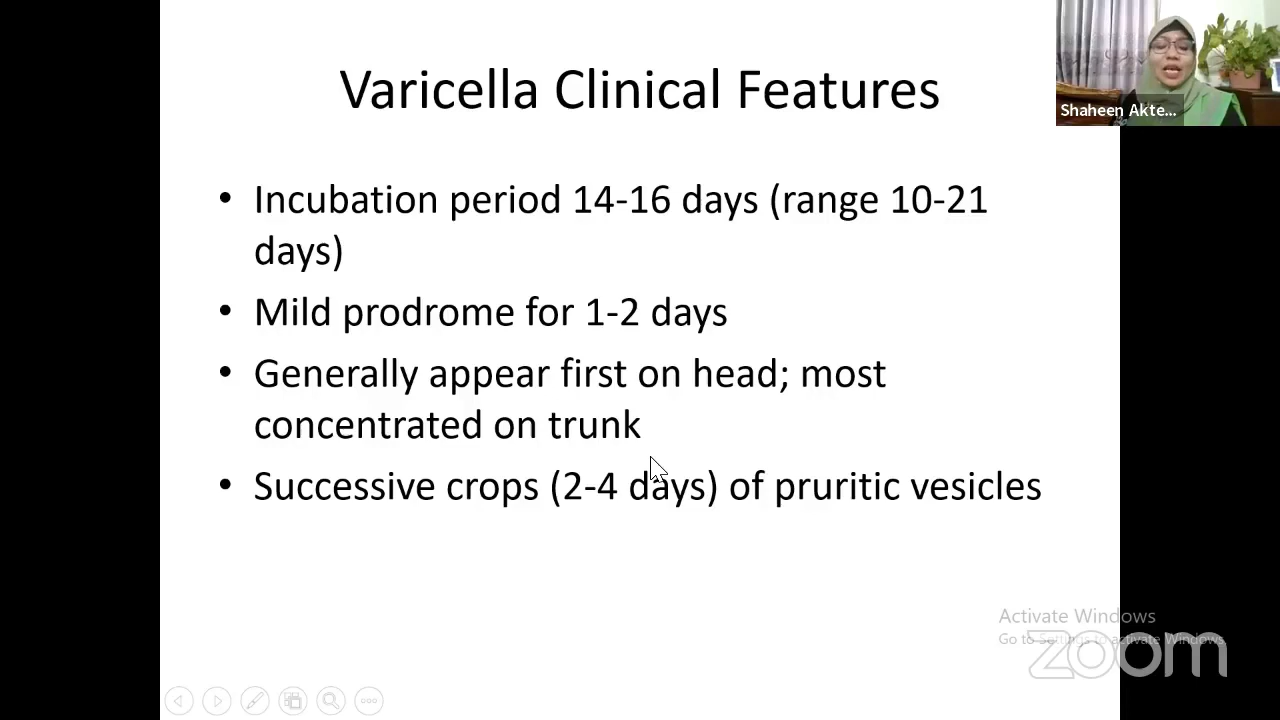 Varicella Clinical Features
Shaheen Akte...
• Incubation period 14-16 days (range 10-21
days)
• Mild prodrome for 1-2 days
• Generally appear first on head; most
concentrated on trunk
• Successive crops (2-4 days) of pruritic vesicles
Activate Windows
Go to Settings to activate Windows.
zoom